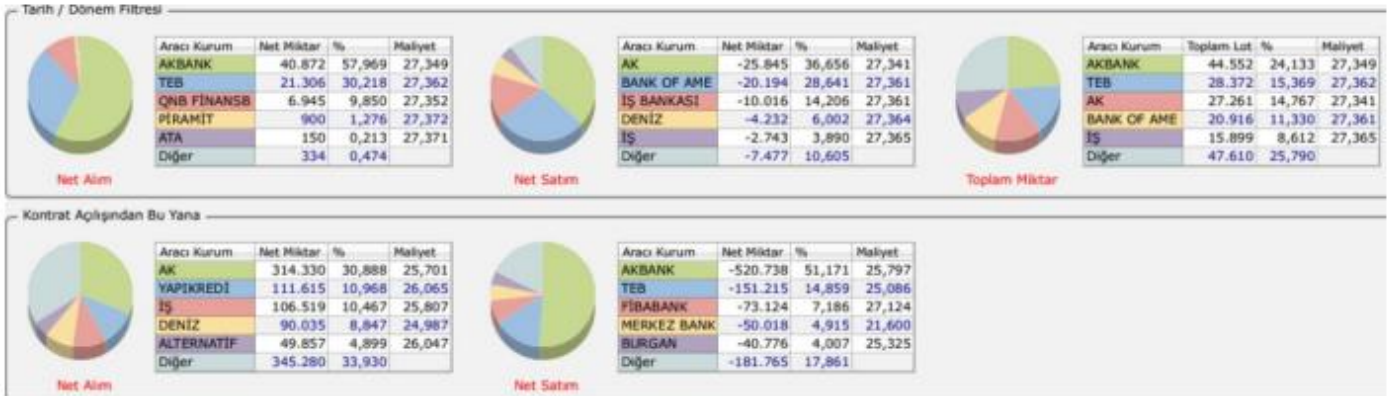 Tarih / Dönem Filtresi
Aracı Kurum Net Miktar % Maliyet
AKBANK 40.872 57,969 27,349
TEB 21.306 30,218 27,362
QNB FİNANSB 6.945 9,850 27,352
PİRAMİT 900 1,276 27,372
ATA 150 0,213 27,371
Diğer 334 0,474
Net Alım
Aracı Kurum Net Miktar % Maliyet
AK -25.845 36,656 27,341
BANK OF AME -20.194 28,641 27,361
İŞ BANKASI -10.016 14,206 27,361
DENİZ -4.232 6,002 27,364
İŞ -2.743 3,890 27,365
Diğer -7.477 10,605
Net Satım
Aracı Kurum Toplam Lot % Maliyet
AKBANK 44.552 24,133 27,349
TEB 28.372 15,369 27,362
AK 27.261 14,767 27,341
BANK OF AME 20.916 11,330 27,361
İŞ 15.899 8,612 27,365
Diğer 47.610 25,790
Toplam Miktar
Kontrat Açılışından Bu Yana
Aracı Kurum Net Miktar % Maliyet
AK 314.330 30,888 25,701
YAPIKREDİ 111.615 10,968 26,065
İŞ 106.519 10,467 25,807
DENİZ 90.035 8,847 24,987
ALTERNATİF 49.857 4,899 26,047
Diğer 345.280 33,930
Net Alım
Aracı Kurum Net Miktar % Maliyet
AKBANK -520.738 51,171 25,797
TEB -151.215 14,859 25,086
FİBABANK -73.124 7,186 27,124
MERKEZ BANK -50.018 4,915 21,600
BURGAN -40.776 4,007 25,325
Diğer -181.765 17,861
Net Satım